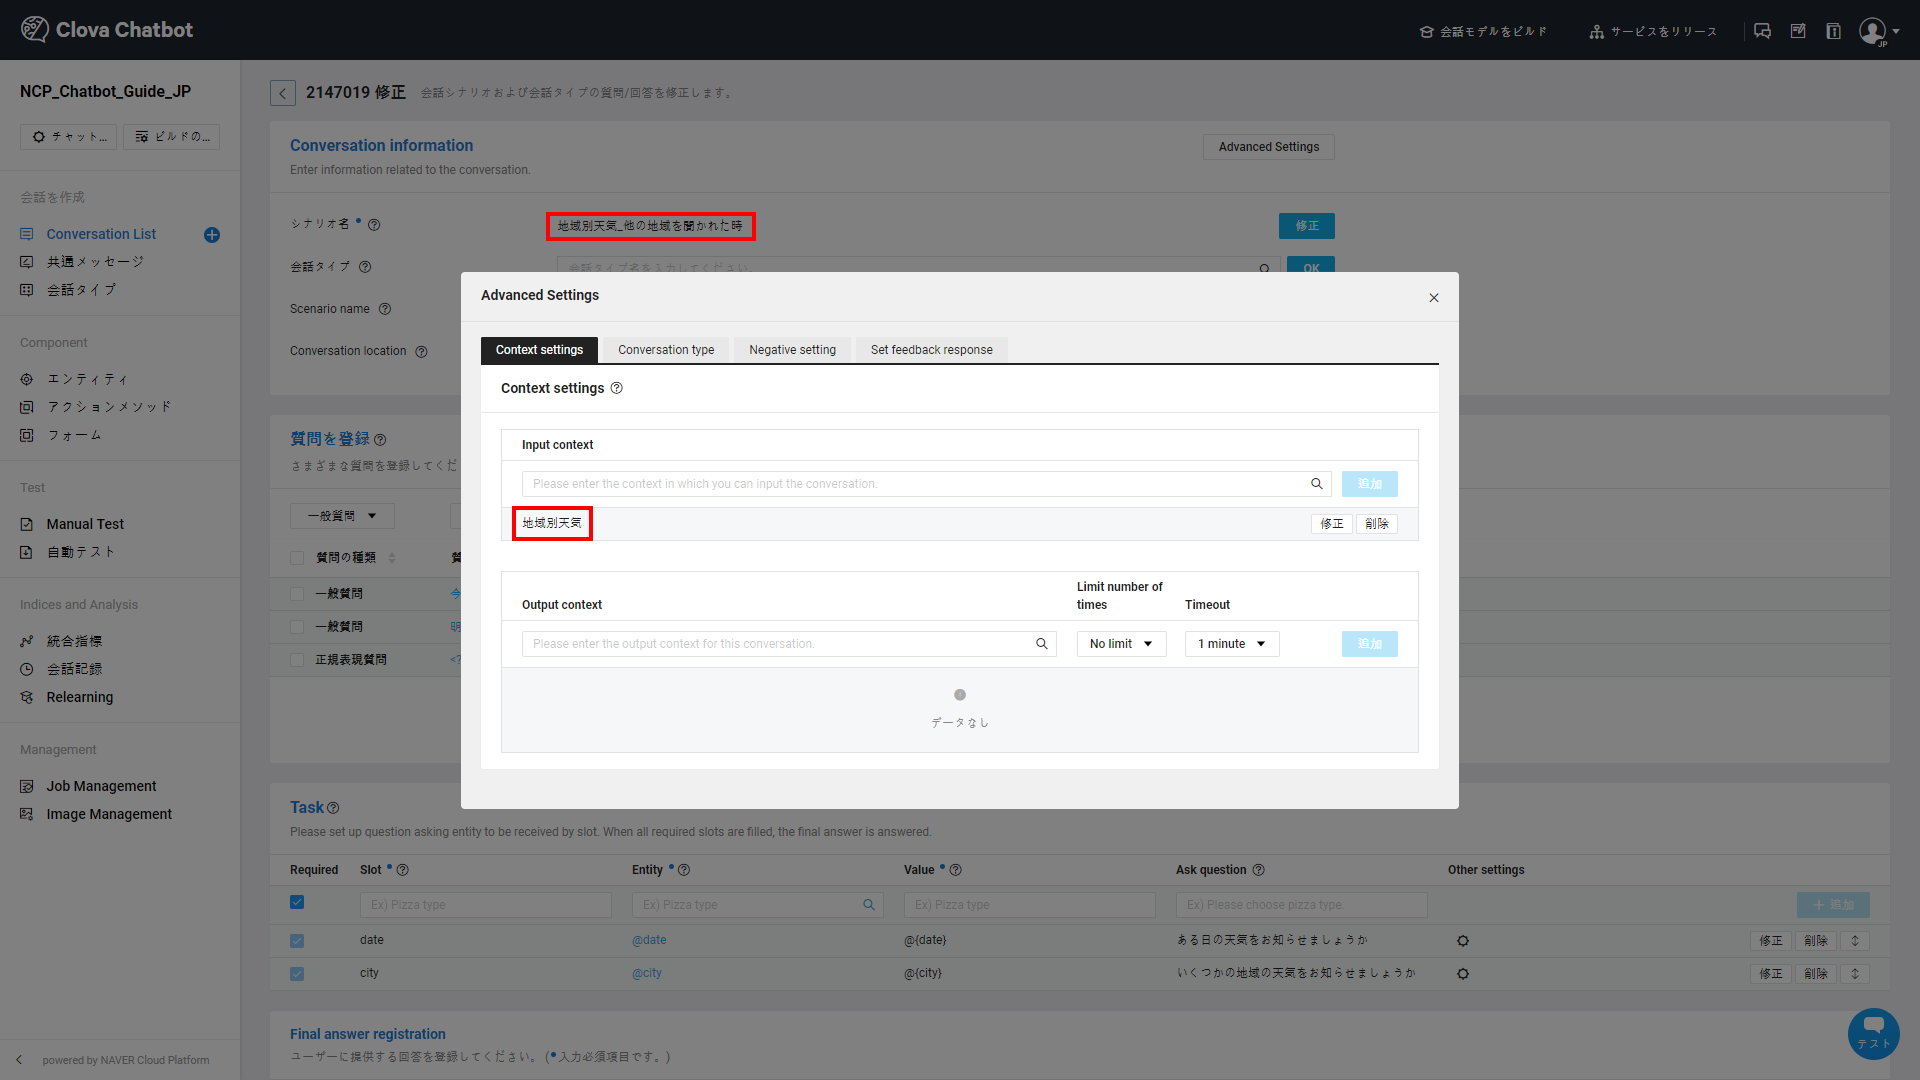 Clova Chatbot
会話モデルをビルド
サービスをリリース
JP
NCP_Chatbot_Guide_JP
チャット...
ビルドの...
会話を作成
Conversation List
共通メッセージ
会話タイプ
Component
エンティティ
アクションメソッド
フォーム
Test
Manual Test
自動テスト
Indices and Analysis
統合指標
会話記録
Relearning
Management
Job Management
Image Management
powered by NAVER Cloud Platform
2147019 修正 会話シナリオおよび会話タイプの質問/回答を修正します。
Conversation information
Advanced Settings
Enter information related to the conversation.
シナリオ名
地域別天気_他の地域を聞かれた時
修正
会話タイプ
会話タイプ名を入力してください。
OK
Scenario name
Conversation location
質問を登録
さまざまな質問を登録してくだ
一般質問
質問の種類
質
一般質問 今
一般質問 明
正規表現質問 <?
Advanced Settings
Context settings
Conversation type
Negative setting
Set feedback response
Context settings
Input context
Please enter the context in which you can input the conversation.
追加
地域別天気
修正
削除
Output context
Limit number of times
Timeout
Please enter the output context for this conversation.
No limit
1 minute
追加
データなし
Task
Please set up question asking entity to be received by slot. When all required slots are filled, the final answer is answered.
Required Slot Entity Value Ask question Other settings
Ex) Pizza type Ex) Pizza type Ex) Pizza type Ex) Please choose pizza type. + 追加
date @date @{date} ある日の天気をお知らせましょうか 修正 削除
city @city @{city} いくつかの地域の天気をお知らせましょうか 修正 削除
Final answer registration
ユーザーに提供する回答を登録してください。 (•入力必須項目です。)
テスト